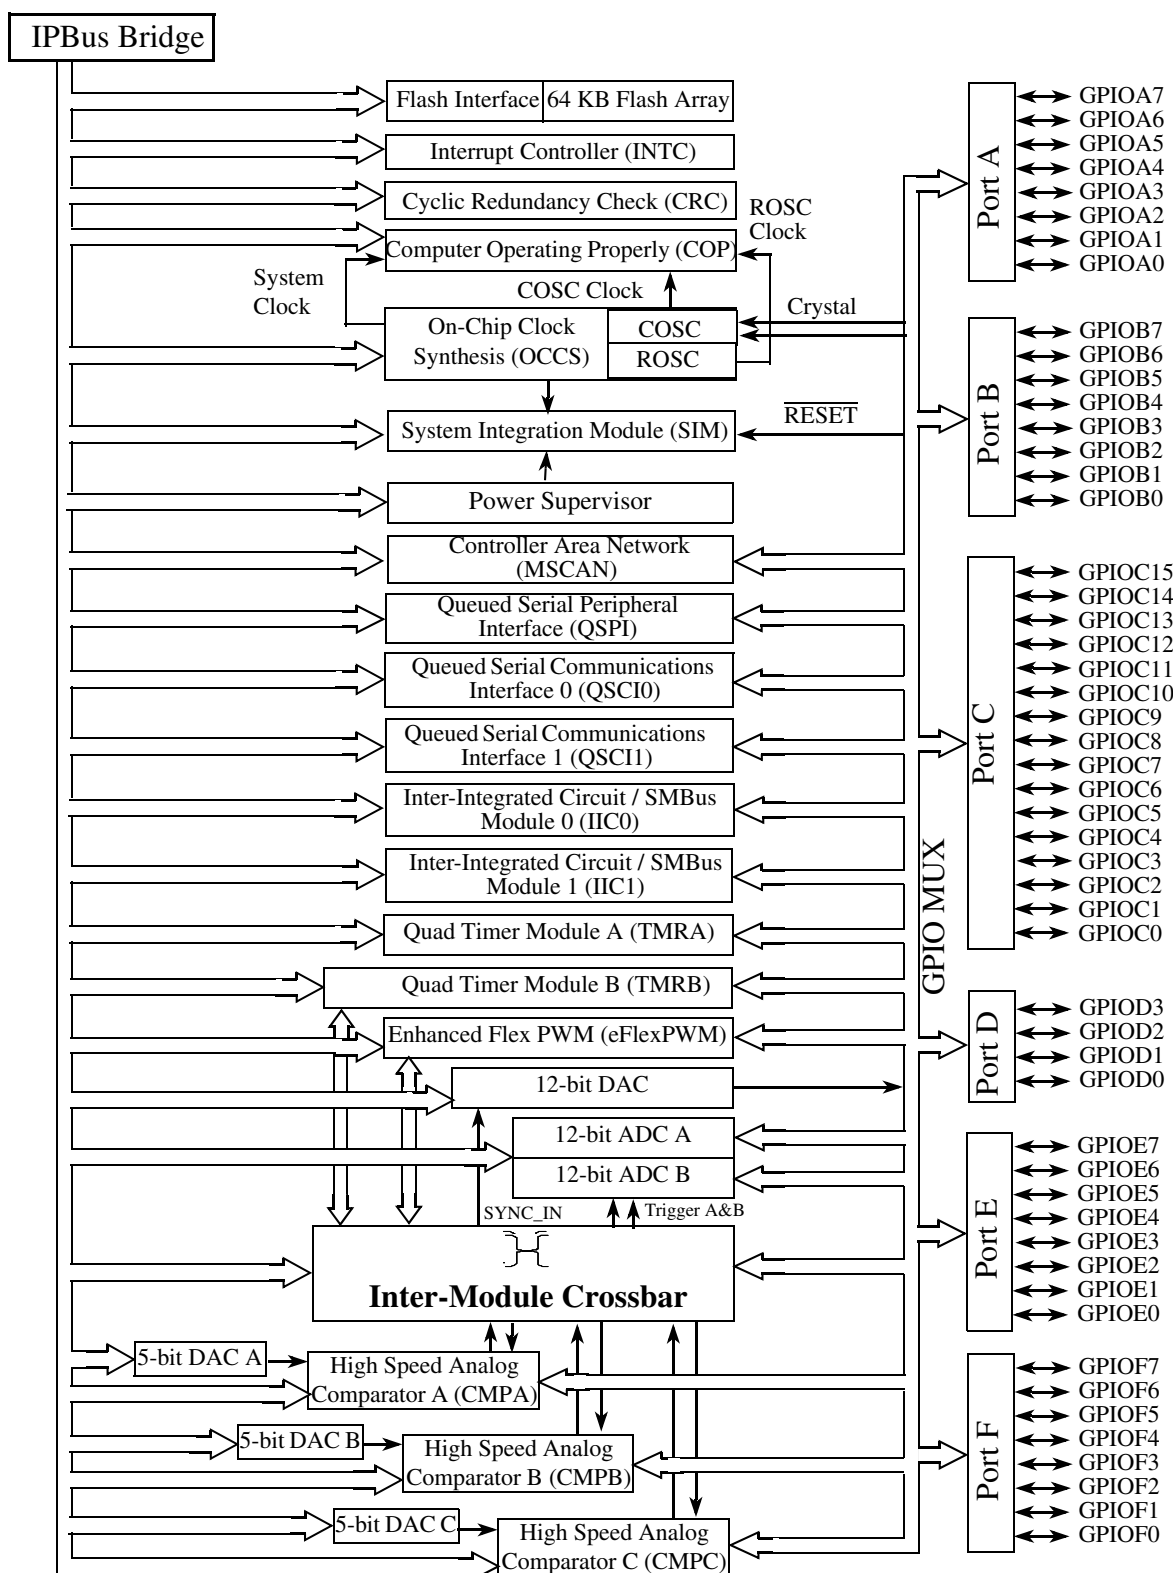 IPBus Bridge
Flash Interface
64 KB Flash Array
Interrupt Controller (INTC)
Cyclic Redundancy Check (CRC)
ROSC
Clock
Computer Operating Properly (COP)
System
Clock
COSC Clock
Crystal
On-Chip Clock
Synthesis (OCCS)
COSC
ROSC
RESET
System Integration Module (SIM)
Power Supervisor
Controller Area Network
(MSCAN)
Queued Serial Peripheral
Interface (QSPI)
Queued Serial Communications
Interface 0 (QSCI0)
Queued Serial Communications
Interface 1 (QSCI1)
Inter-Integrated Circuit / SMBus
Module 0 (IIC0)
Inter-Integrated Circuit / SMBus
Module 1 (IIC1)
Quad Timer Module A (TMRA)
Quad Timer Module B (TMRB)
Enhanced Flex PWM (eFlexPWM)
12-bit DAC
12-bit ADC A
12-bit ADC B
SYNC_IN
Trigger A&B
Inter-Module Crossbar
5-bit DAC A
High Speed Analog
Comparator A (CMPA)
5-bit DAC B
High Speed Analog
Comparator B (CMPB)
5-bit DAC C
High Speed Analog
Comparator C (CMPC)
GPIO MUX
Port A
GPIOA7
GPIOA6
GPIOA5
GPIOA4
GPIOA3
GPIOA2
GPIOA1
GPIOA0
Port B
GPIOB7
GPIOB6
GPIOB5
GPIOB4
GPIOB3
GPIOB2
GPIOB1
GPIOB0
Port C
GPIOC15
GPIOC14
GPIOC13
GPIOC12
GPIOC11
GPIOC10
GPIOC9
GPIOC8
GPIOC7
GPIOC6
GPIOC5
GPIOC4
GPIOC3
GPIOC2
GPIOC1
GPIOC0
Port D
GPIOD3
GPIOD2
GPIOD1
GPIOD0
Port E
GPIOE7
GPIOE6
GPIOE5
GPIOE4
GPIOE3
GPIOE2
GPIOE1
GPIOE0
Port F
GPIOF7
GPIOF6
GPIOF5
GPIOF4
GPIOF3
GPIOF2
GPIOF1
GPIOF0